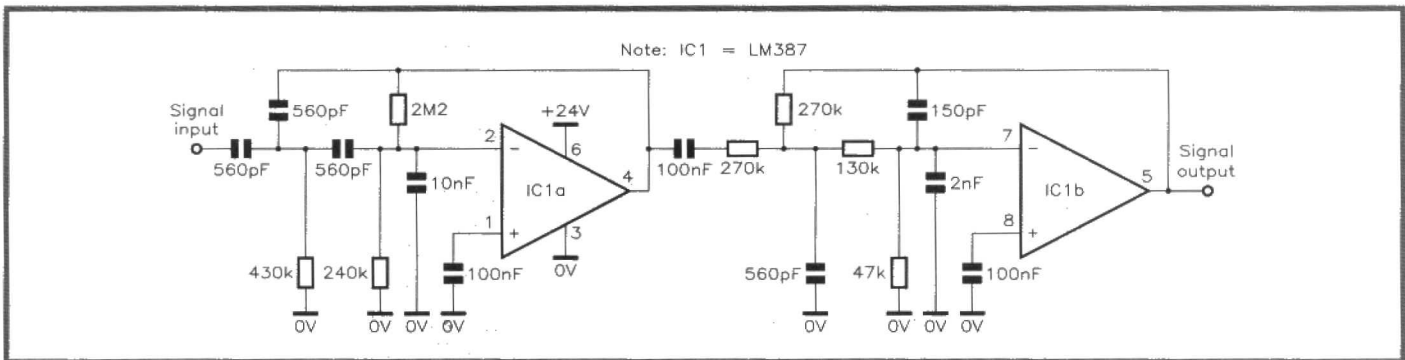 Note: IC1 = LM387
Signal
input
560pF
560pF
560pF
2M2
+24V
2
6
10nF
IC1a
4
1
3
430k
240k
100nF
0V
0V
0V
0V
0V
100nF
270k
270k
130k
150pF
7
2nF
IC1b
5
Signal
output
8
560pF
47k
100nF
0V
0V
0V
0V